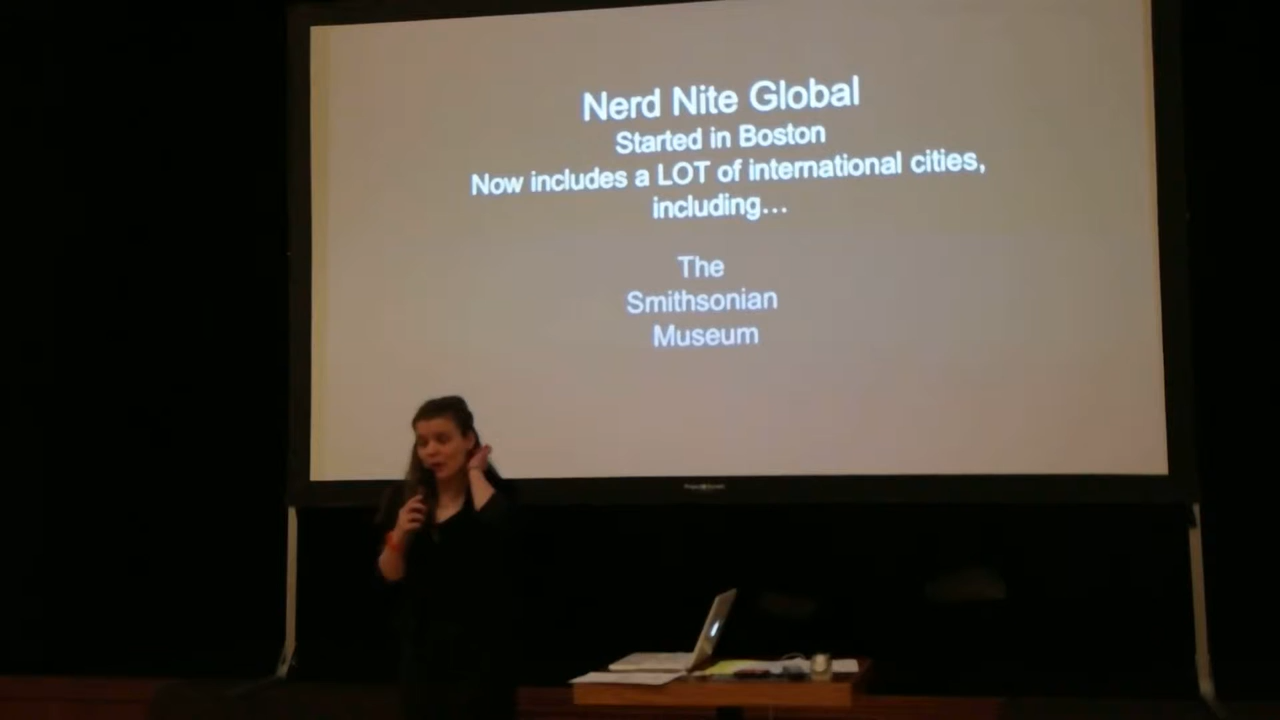 Nerd Nite Global
Started in Boston
Now includes a LOT of international cities,
including...
The
Smithsonian
Museum